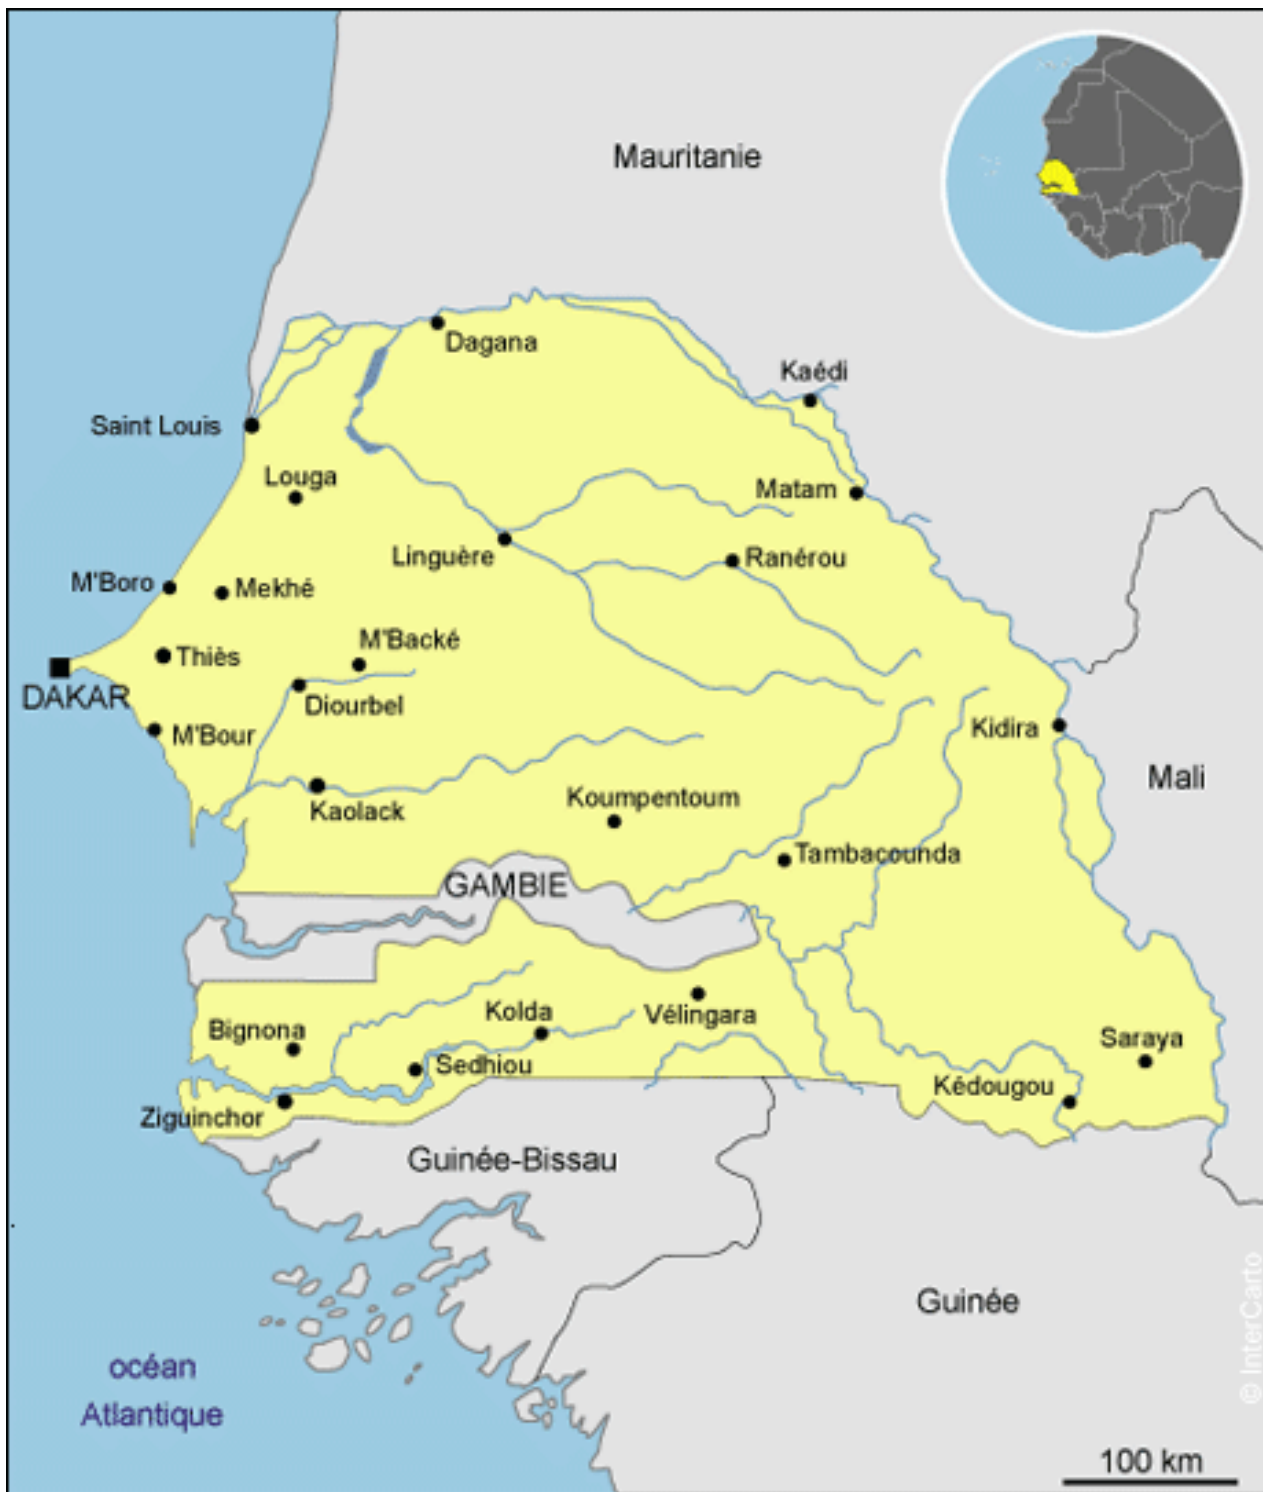 Mauritanie
Dagana
Kaédi
Saint Louis
Louga
Matam
Linguère
Ranérou
M'Boro
Mekhé
M'Backé
Thiès
DAKAR
Diourbel
M'Bour
Kidira
Mali
Kaolack
Koumpentoum
Tambacounda
GAMBIE
Kolda
Vélingara
Bignona
Sedhiou
Saraya
Kédougou
Ziguinchor
Guinée-Bissau
Guinée
océan
Atlantique
100 km
© InterCarto